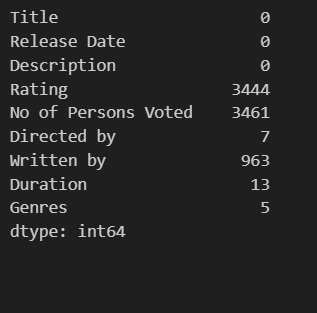 Title 0
Release Date 0
Description 0
Rating 3444
No of Persons Voted 3461
Directed by 7
Written by 963
Duration 13
Genres 5
dtype: int64